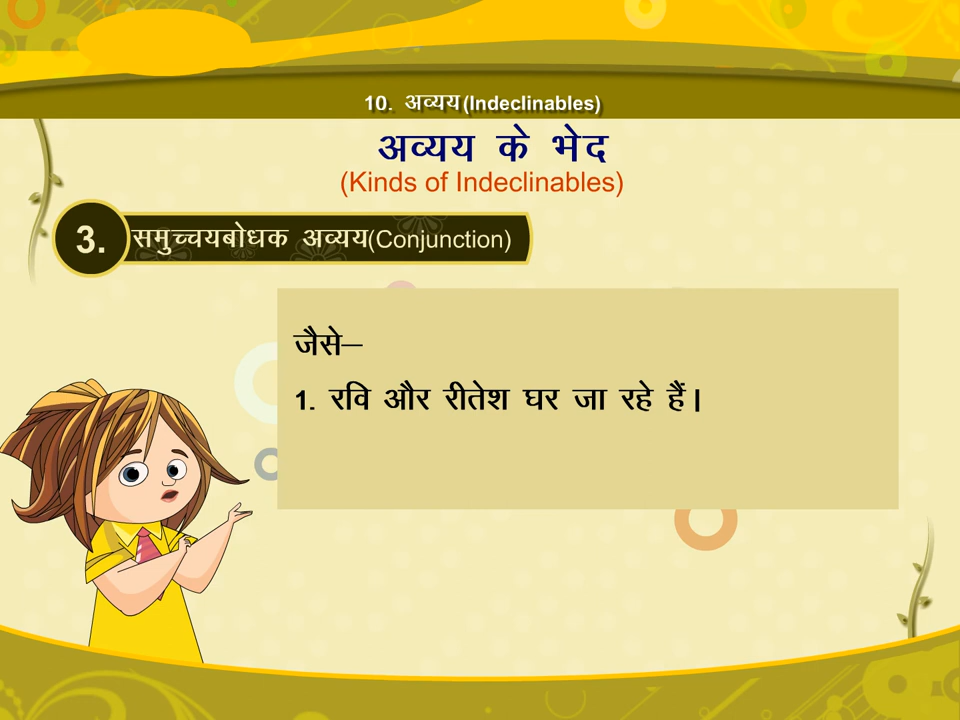 10. अव्यय (Indeclinables)
अव्यय के भेद
(Kinds of Indeclinables)
3. समुच्चयबोधक अव्यय(Conjunction)
जैसे–
1. रवि और रीतेश घर जा रहे हैं।